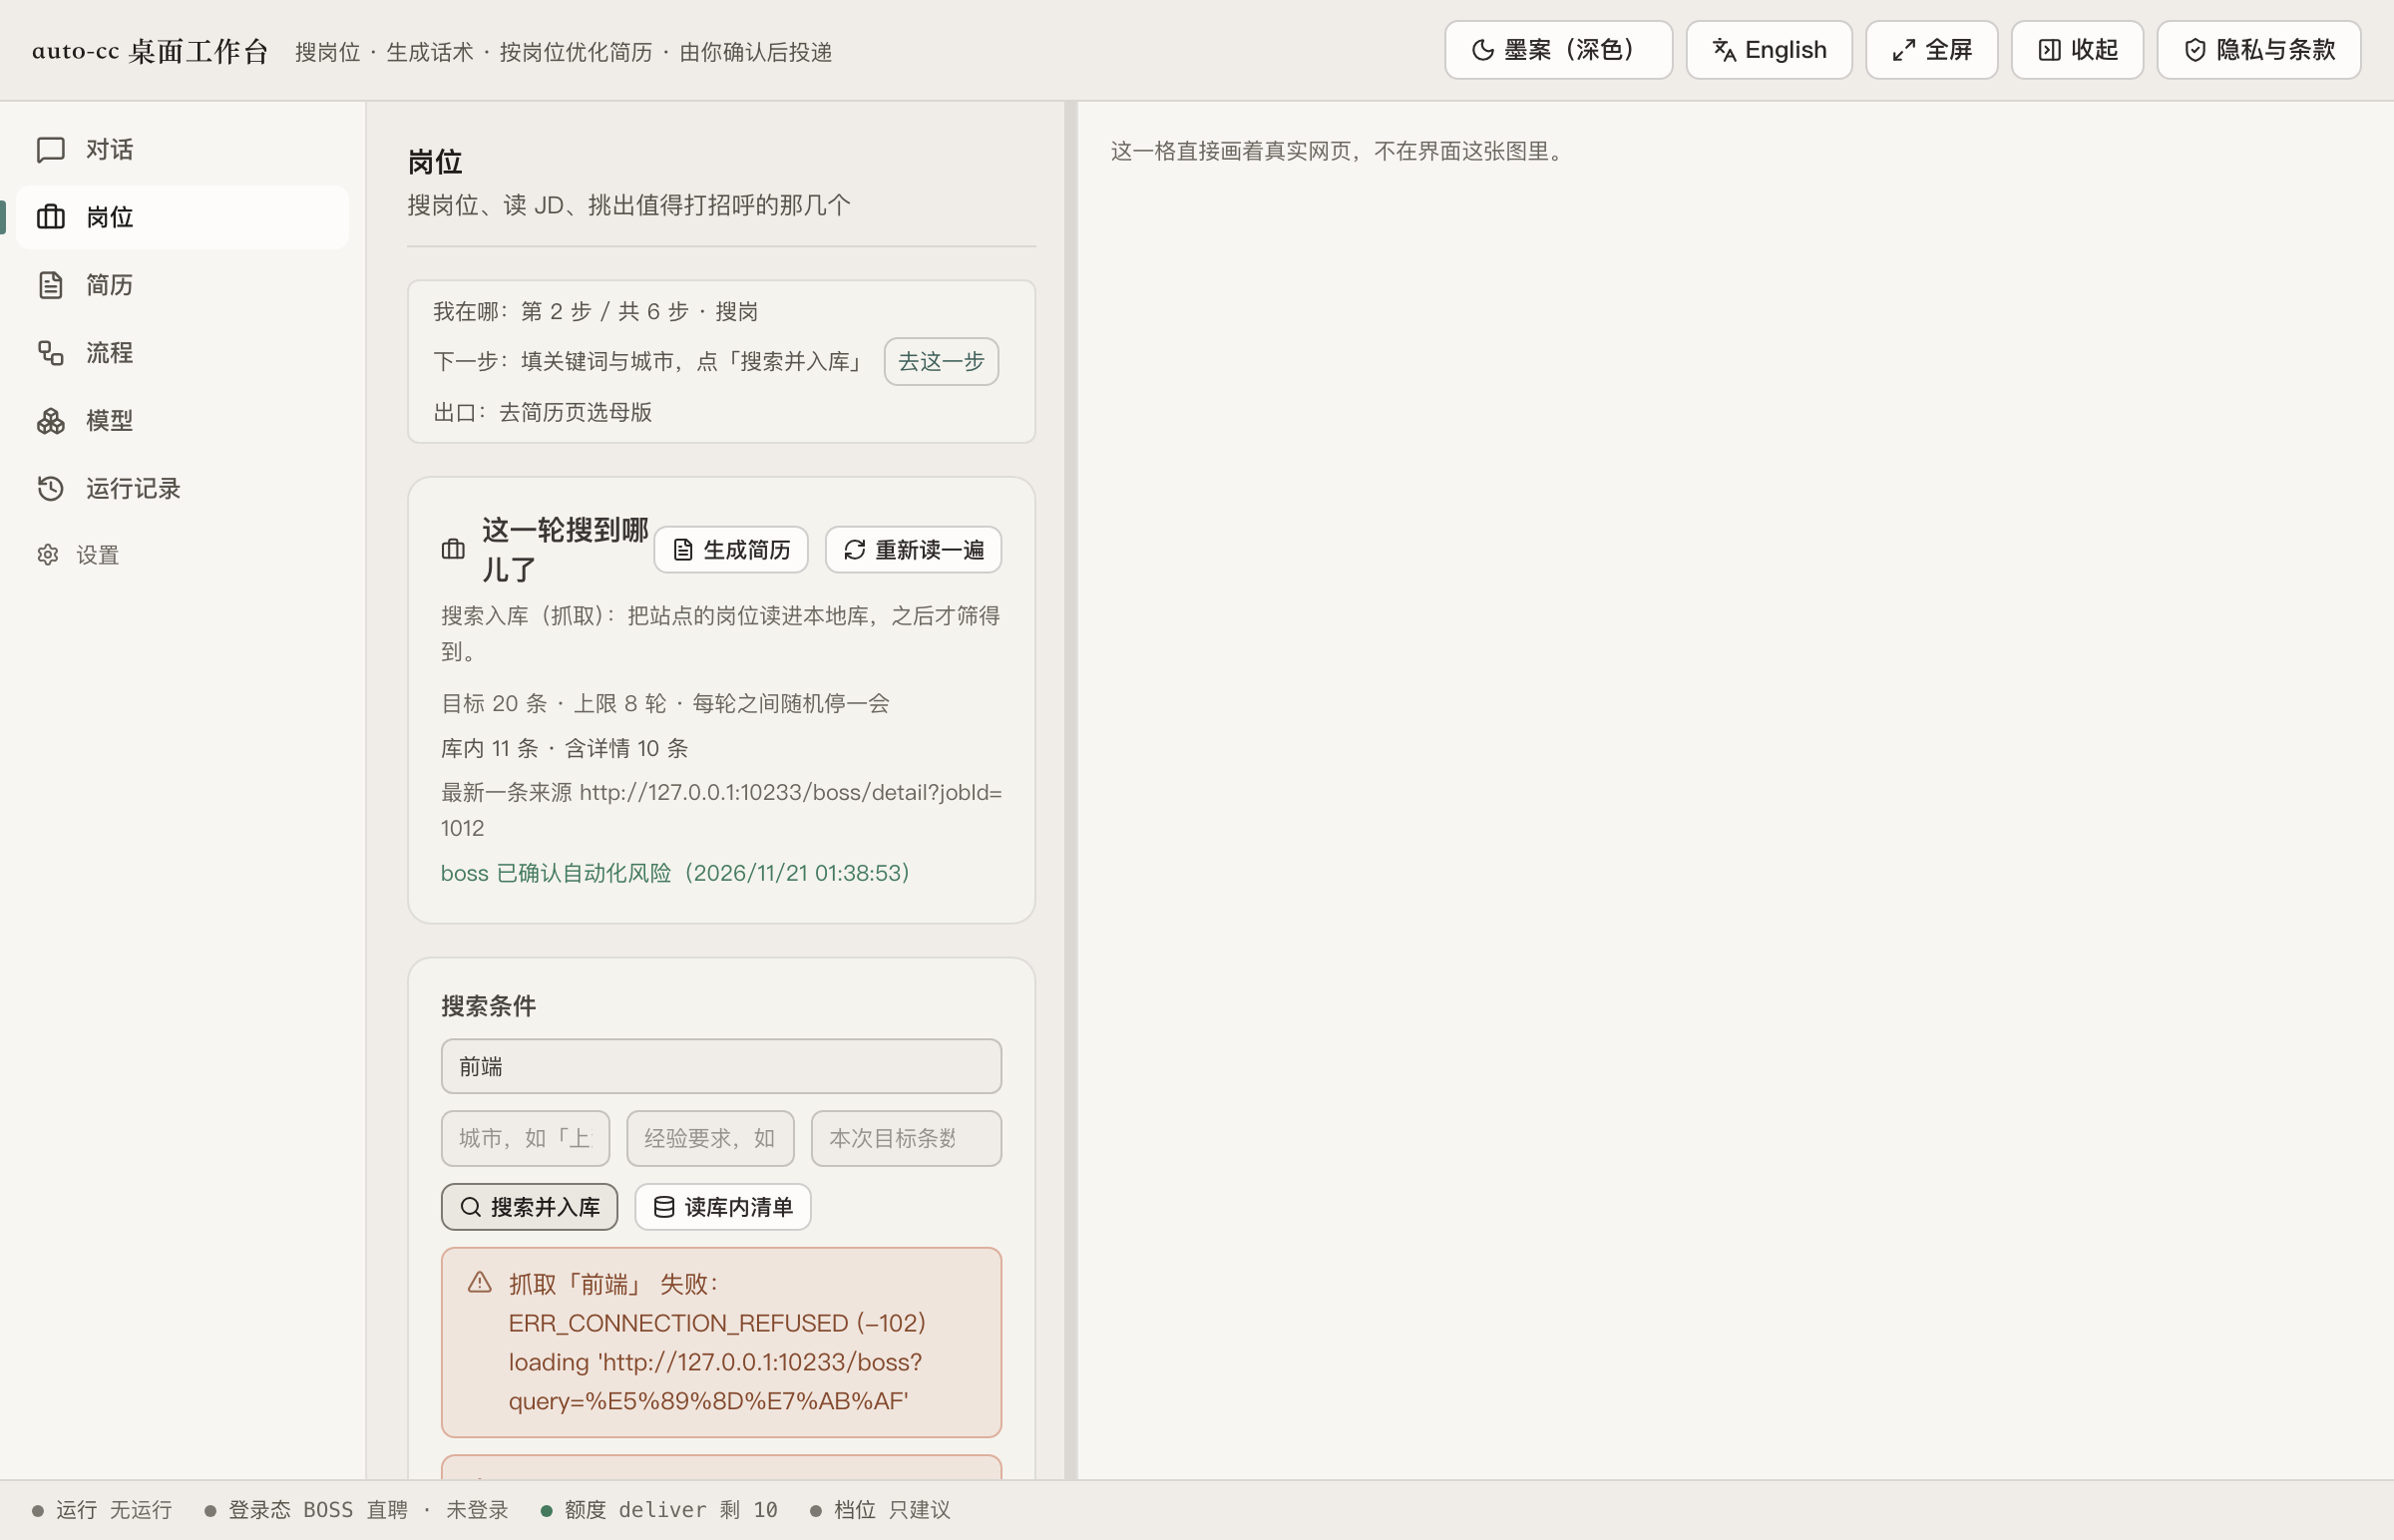 auto-cc 桌面工作台
搜岗位 · 生成话术 · 按岗位优化简历 · 由你确认后投递
墨案（深色）
English
全屏
收起
隐私与条款
对话
岗位
简历
流程
模型
运行记录
设置
岗位
搜岗位、读 JD、挑出值得打招呼的那几个
我在哪：第 2 步 / 共 6 步 · 搜岗
下一步：填关键词与城市，点「搜索并入库」 去这一步
出口：去简历页选母版
这一轮搜到哪
儿了
生成简历
重新读一遍
搜索入库（抓取）：把站点的岗位读进本地库，之后才筛得
到。
目标 20 条 · 上限 8 轮 · 每轮之间随机停一会
库内 11 条 · 含详情 10 条
最新一条来源 http://127.0.0.1:10233/boss/detail?jobId=
1012
boss 已确认自动化风险（2026/11/21 01:38:53）
搜索条件
前端
城市，如「上
经验要求，如
本次目标条数
搜索并入库
读库内清单
抓取「前端」 失败：
ERR_CONNECTION_REFUSED (-102)
loading 'http://127.0.0.1:10233/boss?
query=%E5%89%8D%E7%AB%AF'
这一格直接画着真实网页，不在界面这张图里。
运行 无运行
登录态 BOSS 直聘 · 未登录
额度 deliver 剩 10
档位 只建议